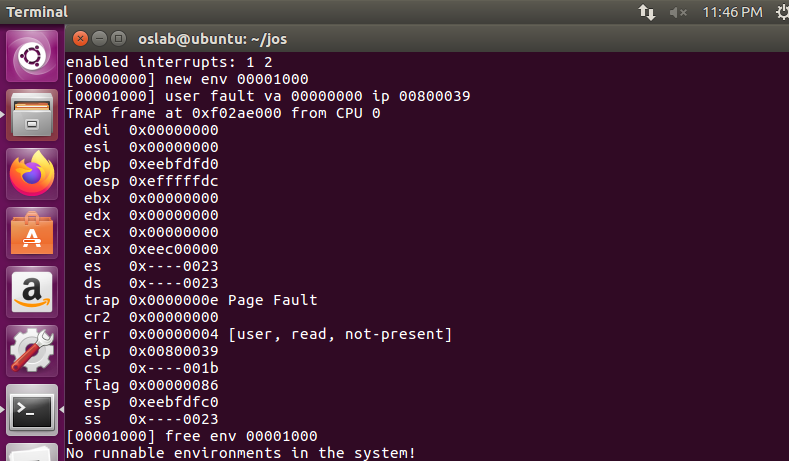 Terminal
11:46 PM
oslab@ubuntu: ~/jos
enabled interrupts: 1 2
[00000000] new env 00001000
[00001000] user fault va 00000000 ip 00800039
TRAP frame at 0xf02ae000 from CPU 0
edi 0x00000000
esi 0x00000000
ebp 0xeebfdfd0
oesp 0xefffffdc
ebx 0x00000000
edx 0x00000000
ecx 0x00000000
eax 0xeec00000
es 0x----0023
ds 0x----0023
trap 0x0000000e Page Fault
cr2 0x00000000
err 0x00000004 [user, read, not-present]
eip 0x00800039
cs 0x----001b
flag 0x00000086
esp 0xeebfdfc0
ss 0x----0023
[00001000] free env 00001000
No runnable environments in the system!